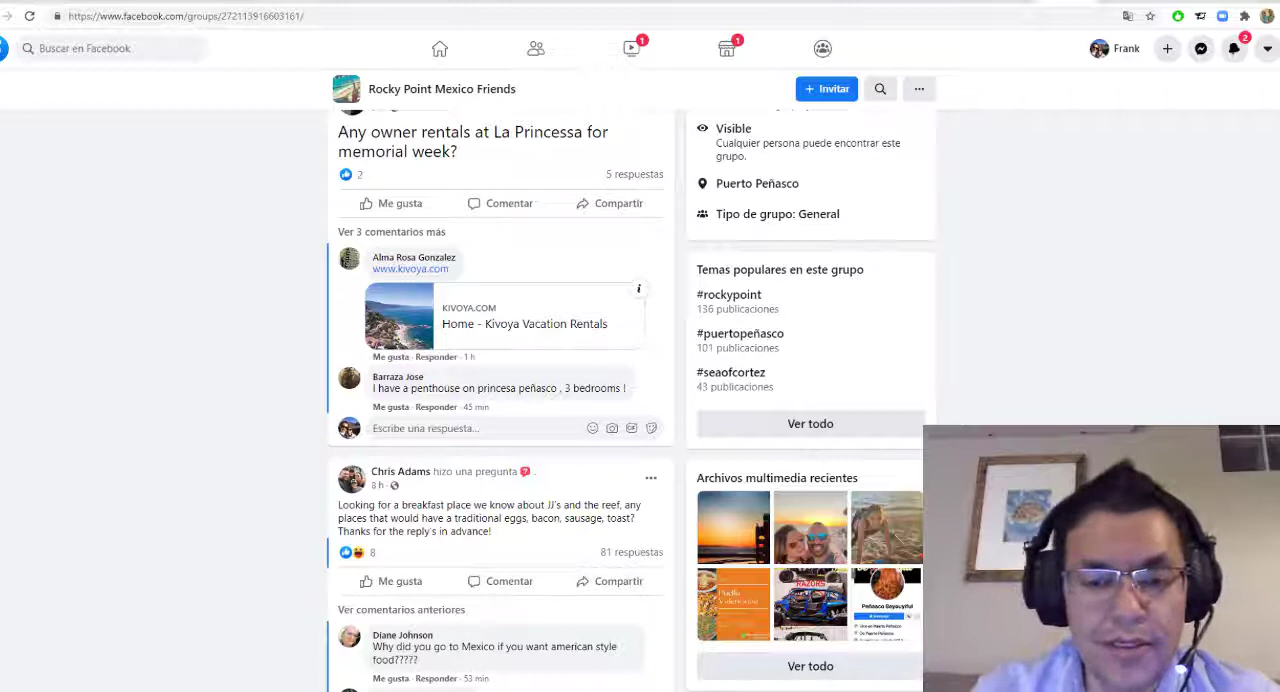 https://www.facebook.com/groups/272113916603161/
Buscar en Facebook
1
1
Frank
2
Rocky Point Mexico Friends
+ Invitar
Any owner rentals at La Princessa for
memorial week?
2
5 respuestas
Me gusta
Comentar
Compartir
Ver 3 comentarios más
Alma Rosa Gonzalez
www.kivoya.com
KIVOYA.COM
Home - Kivoya Vacation Rentals
Me gusta · Responder · 1 h
Barraza Jose
I have a penthouse on princesa peñasco , 3 bedrooms !
Me gusta · Responder · 45 min
Escribe una respuesta...
GIF
Chris Adams hizo una pregunta .
8 h ·
Looking for a breakfast place we know about JJ's and the reef, any
places that would have a traditional eggs, bacon, sausage, toast?
Thanks for the reply's in advance!
8
81 respuestas
Me gusta
Comentar
Compartir
Ver comentarios anteriores
Diane Johnson
Why did you go to Mexico if you want american style
food?????
Me gusta · Responder · 53 min
Visible
Cualquier persona puede encontrar este
grupo.
Puerto Peñasco
Tipo de grupo: General
Temas populares en este grupo
#rockypoint
136 publicaciones
#puertopeñasco
101 publicaciones
#seaofcortez
43 publicaciones
Ver todo
Archivos multimedia recientes
Paella
Valenciana
RAZORS
Ver todo